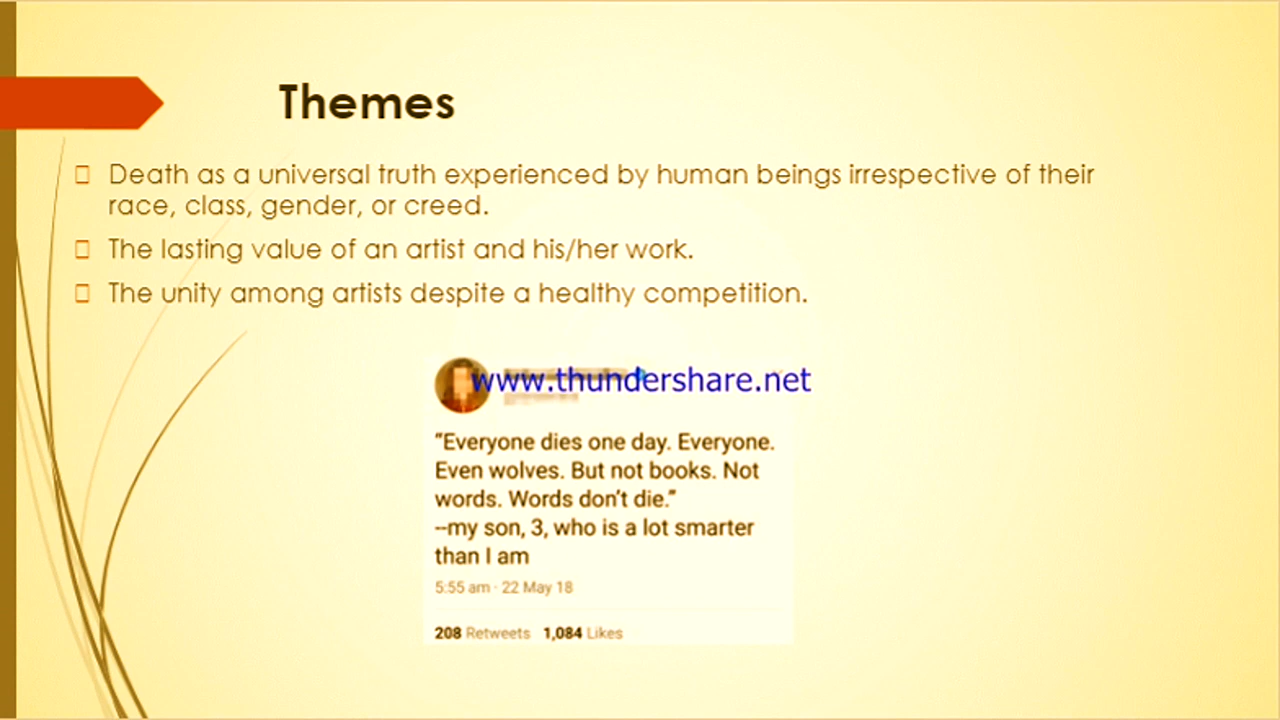 Themes
Death as a universal truth experienced by human beings irrespective of their
race, class, gender, or creed.
The lasting value of an artist and his/her work.
The unity among artists despite a healthy competition.
www.thundershare.net
"Everyone dies one day. Everyone.
Even wolves. But not books. Not
words. Words don't die."
--my son, 3, who is a lot smarter
than I am
5:55 am · 22 May 18
208 Retweets 1,084 Likes